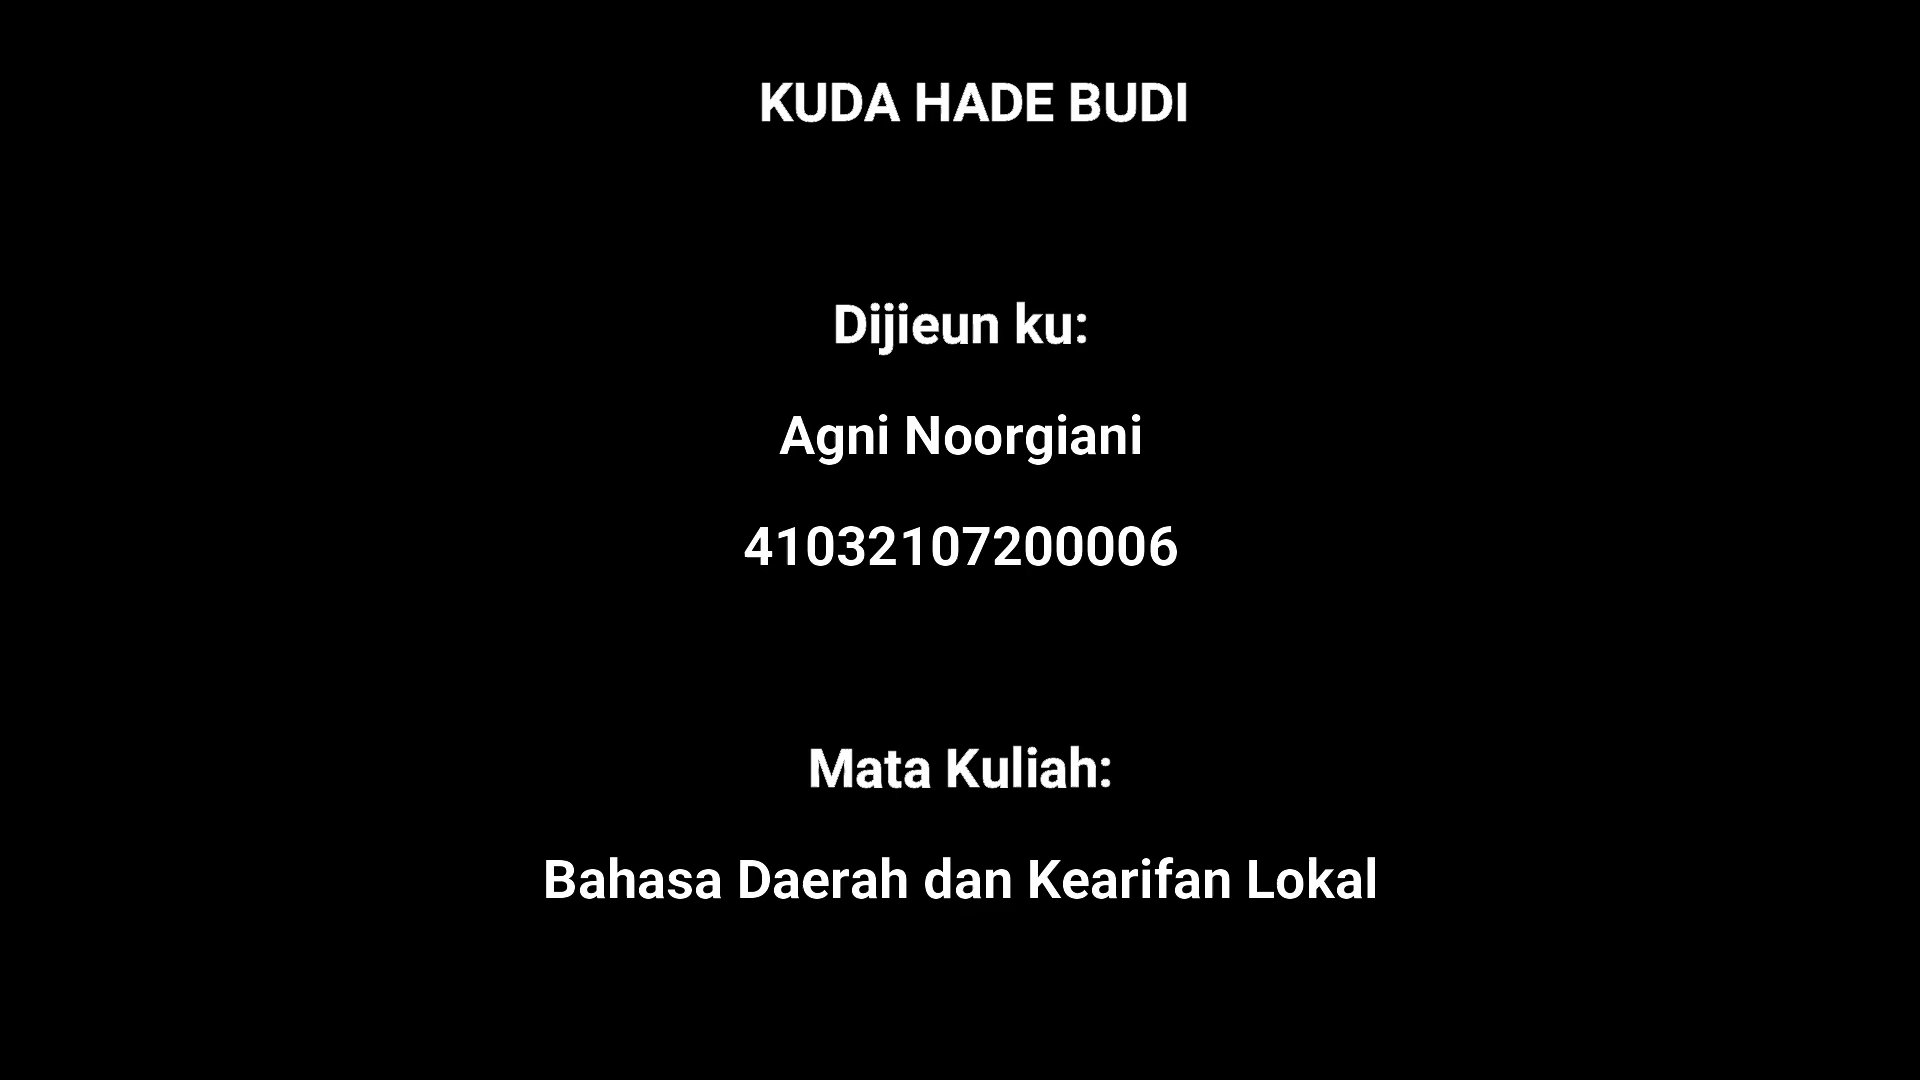 KUDA HADE BUDI
Dijieun ku:
Agni Noorgiani
41032107200006
Mata Kuliah:
Bahasa Daerah dan Kearifan Lokal